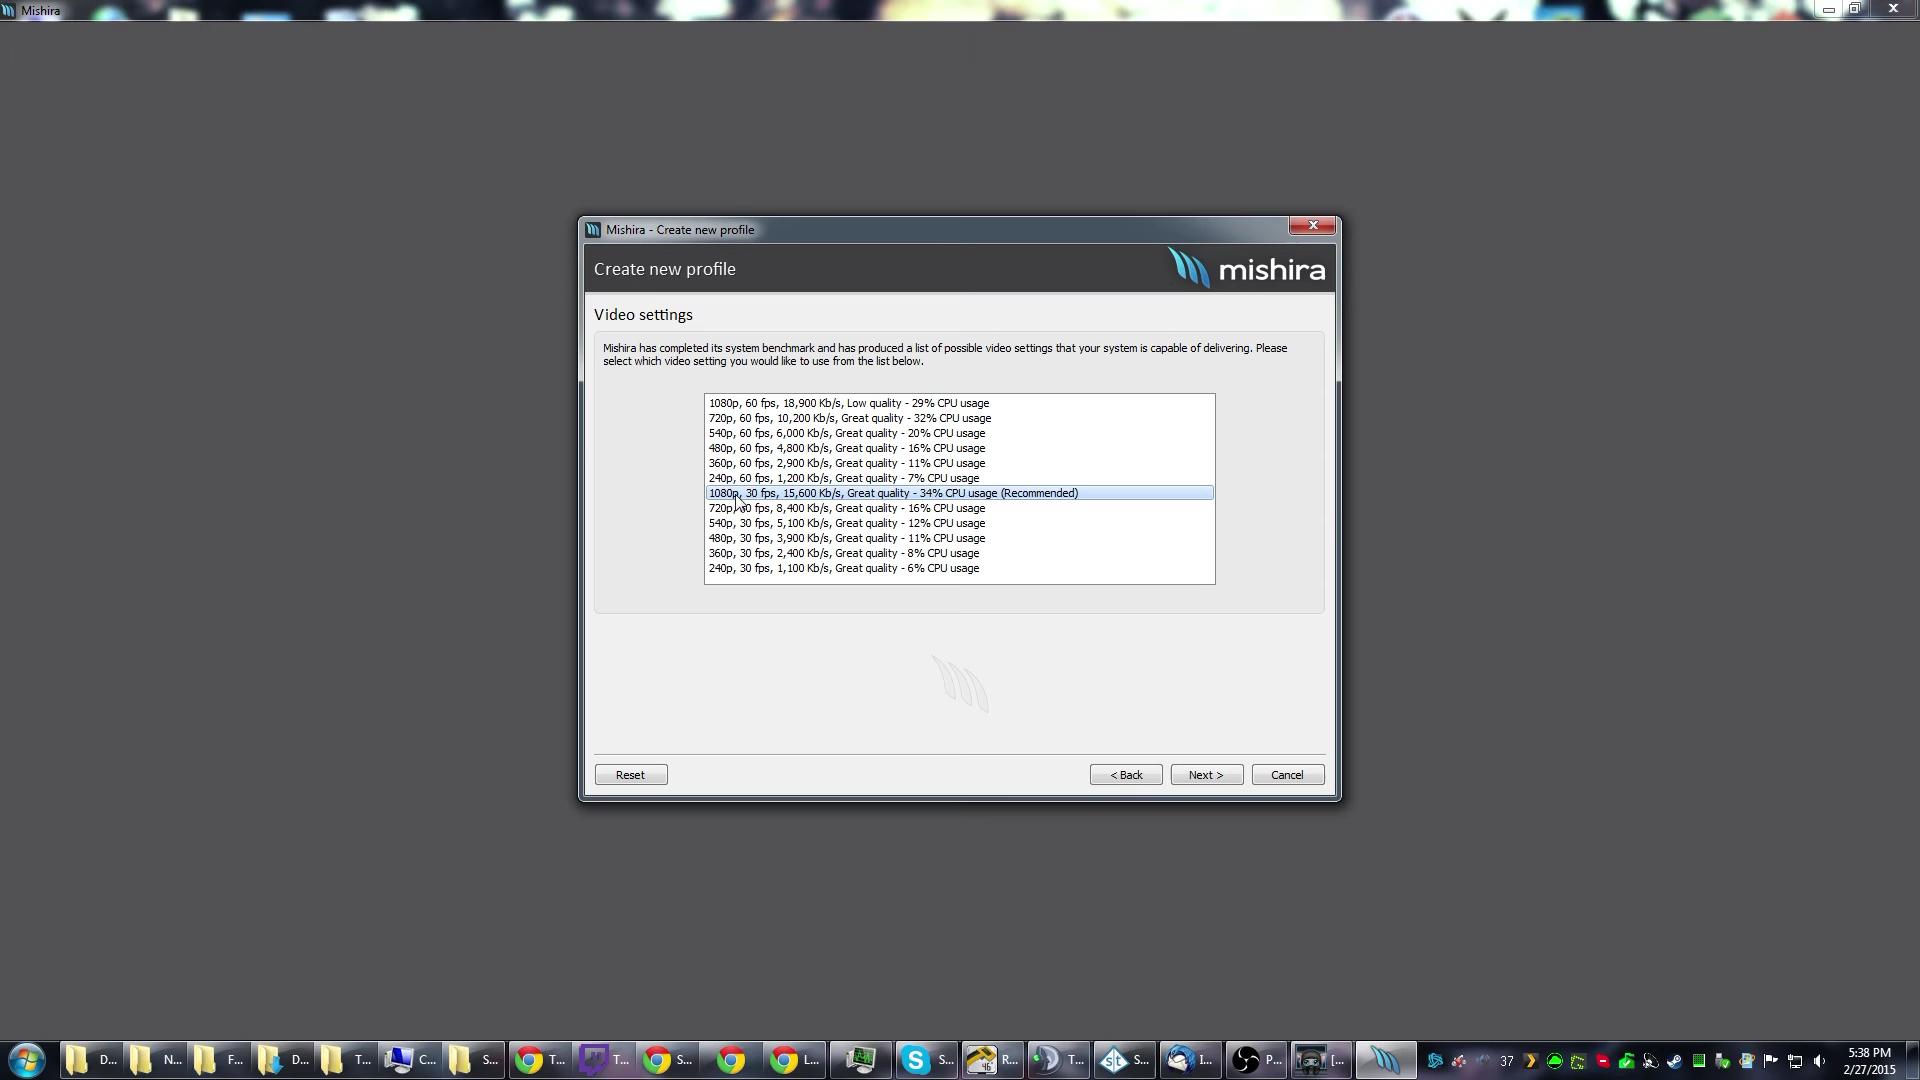 Mishira
Mishira - Create new profile
Create new profile
mishira
Video settings
Mishira has completed its system benchmark and has produced a list of possible video settings that your system is capable of delivering. Please
select which video setting you would like to use from the list below.
1080p, 60 fps, 18,900 Kb/s, Low quality - 29% CPU usage
720p, 60 fps, 10,200 Kb/s, Great quality - 32% CPU usage
540p, 60 fps, 6,000 Kb/s, Great quality - 20% CPU usage
480p, 60 fps, 4,800 Kb/s, Great quality - 16% CPU usage
360p, 60 fps, 2,900 Kb/s, Great quality - 11% CPU usage
240p, 60 fps, 1,200 Kb/s, Great quality - 7% CPU usage
1080p, 30 fps, 15,600 Kb/s, Great quality - 34% CPU usage (Recommended)
720p, 30 fps, 8,400 Kb/s, Great quality - 16% CPU usage
540p, 30 fps, 5,100 Kb/s, Great quality - 12% CPU usage
480p, 30 fps, 3,900 Kb/s, Great quality - 11% CPU usage
360p, 30 fps, 2,400 Kb/s, Great quality - 8% CPU usage
240p, 30 fps, 1,100 Kb/s, Great quality - 6% CPU usage
Reset < Back Next > Cancel
D... N... F... D... T... C... S... T... T... S... L... S... R... T... S... I... P... [... 37 5:38 PM
46
2/27/2015